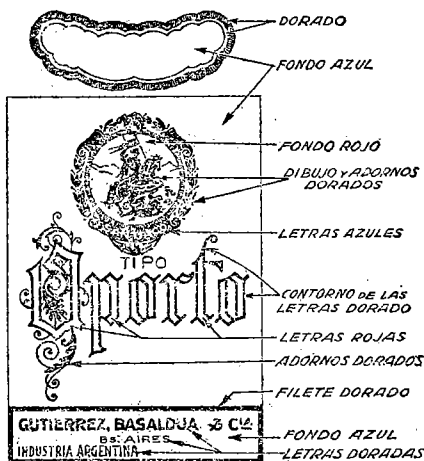 DORADO
FONDO AZUL
FONDO ROJÓ
DIBUJO Y ADORNOS
DORADOS
LETRAS AZULES
TIPO
Oporto
CONTORNO DE LAS
LETRAS DORADO
LETRAS ROJAS
ADORNOS DORADOS
FILETE DORADO
GUTIERREZ, BASALDUA & Cia.
BS. AIRES
INDUSTRIA ARGENTINA
FONDO AZUL
LETRAS DORADAS